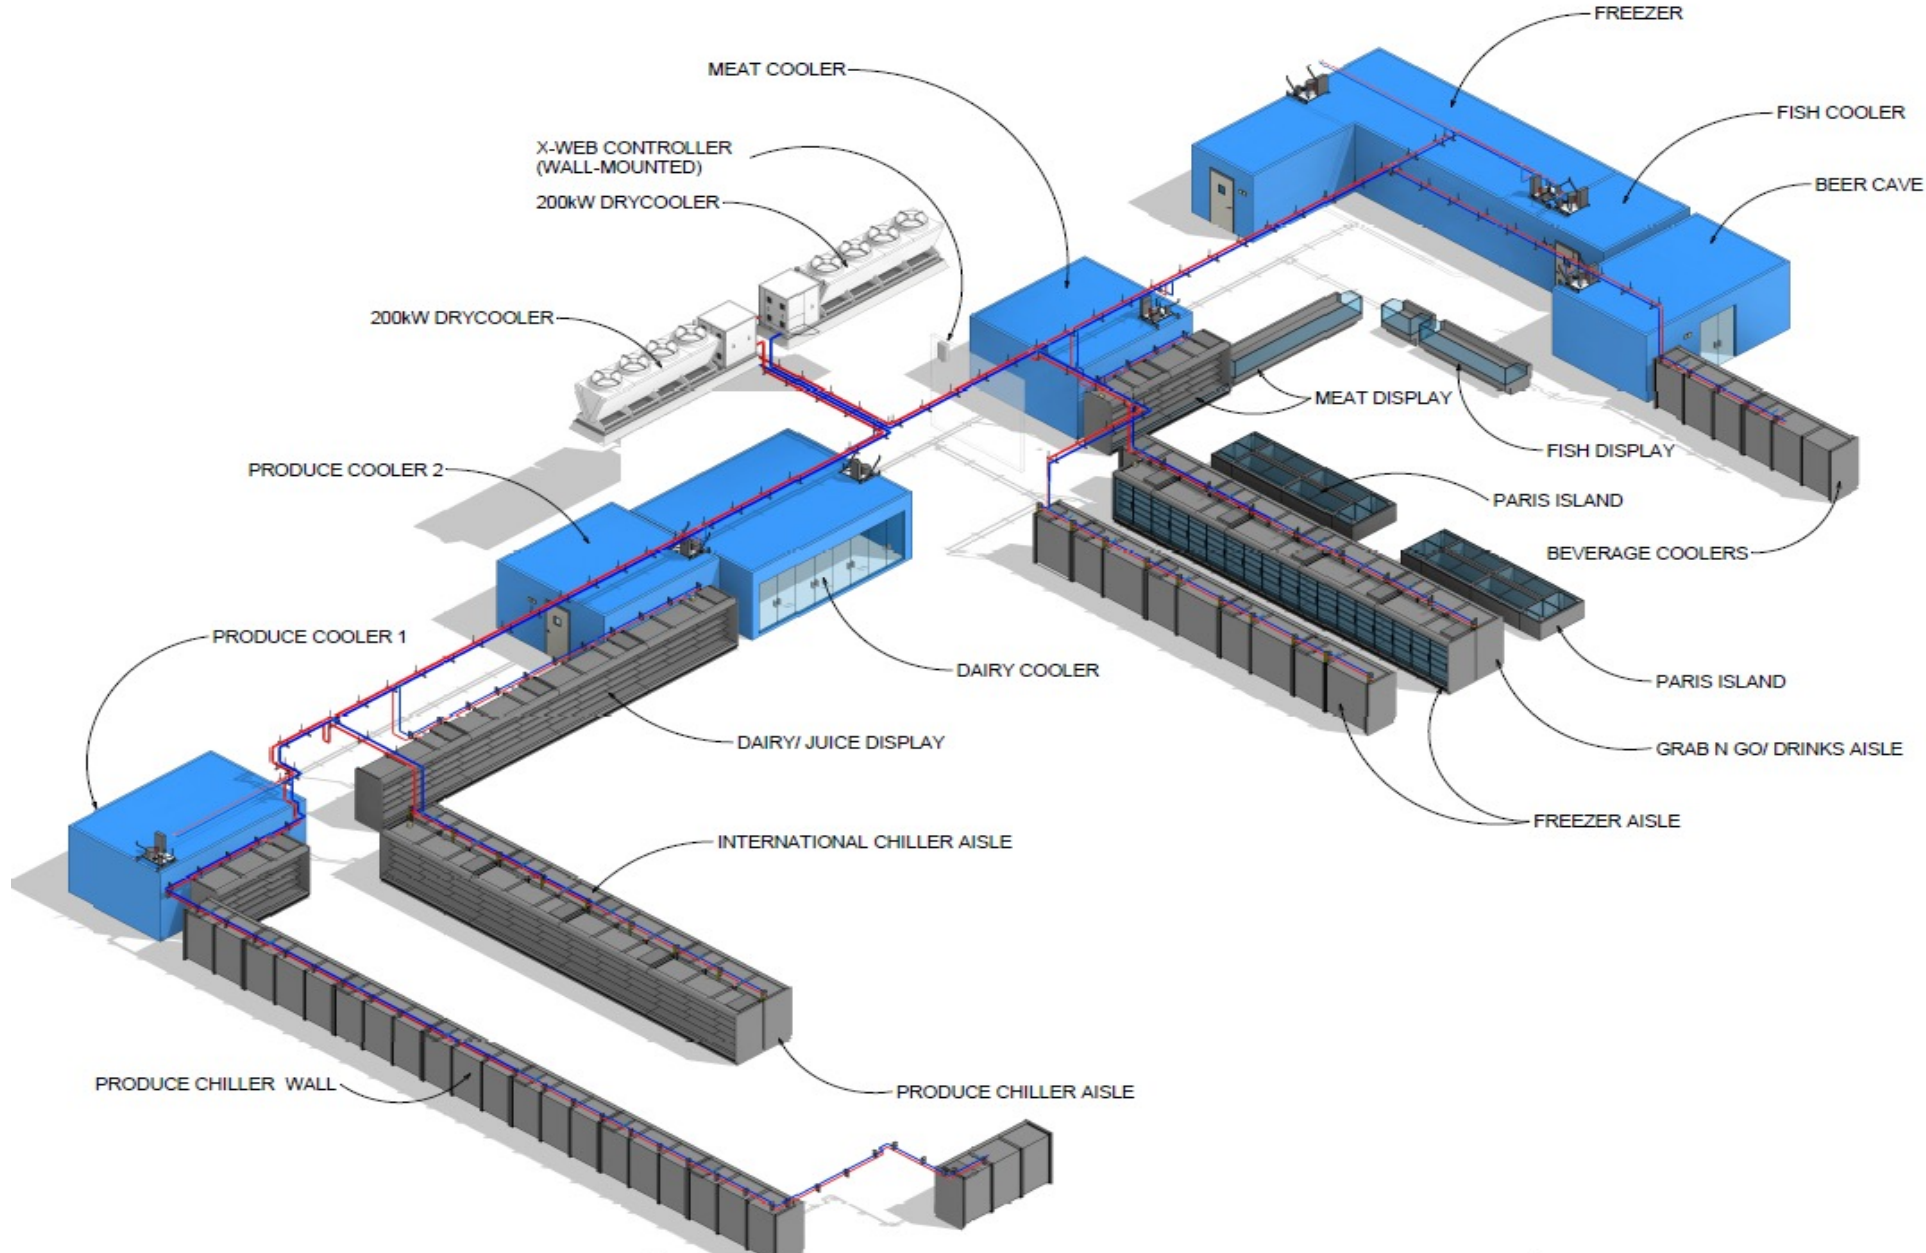 FREEZER
MEAT COOLER
FISH COOLER
X-WEB CONTROLLER
(WALL-MOUNTED)
BEER CAVE
200kW DRYCOOLER
200kW DRYCOOLER
MEAT DISPLAY
FISH DISPLAY
PRODUCE COOLER 2
PARIS ISLAND
BEVERAGE COOLERS
PRODUCE COOLER 1
DAIRY COOLER
PARIS ISLAND
DAIRY/ JUICE DISPLAY
GRAB N GO/ DRINKS AISLE
FREEZER AISLE
INTERNATIONAL CHILLER AISLE
PRODUCE CHILLER  WALL
PRODUCE CHILLER AISLE